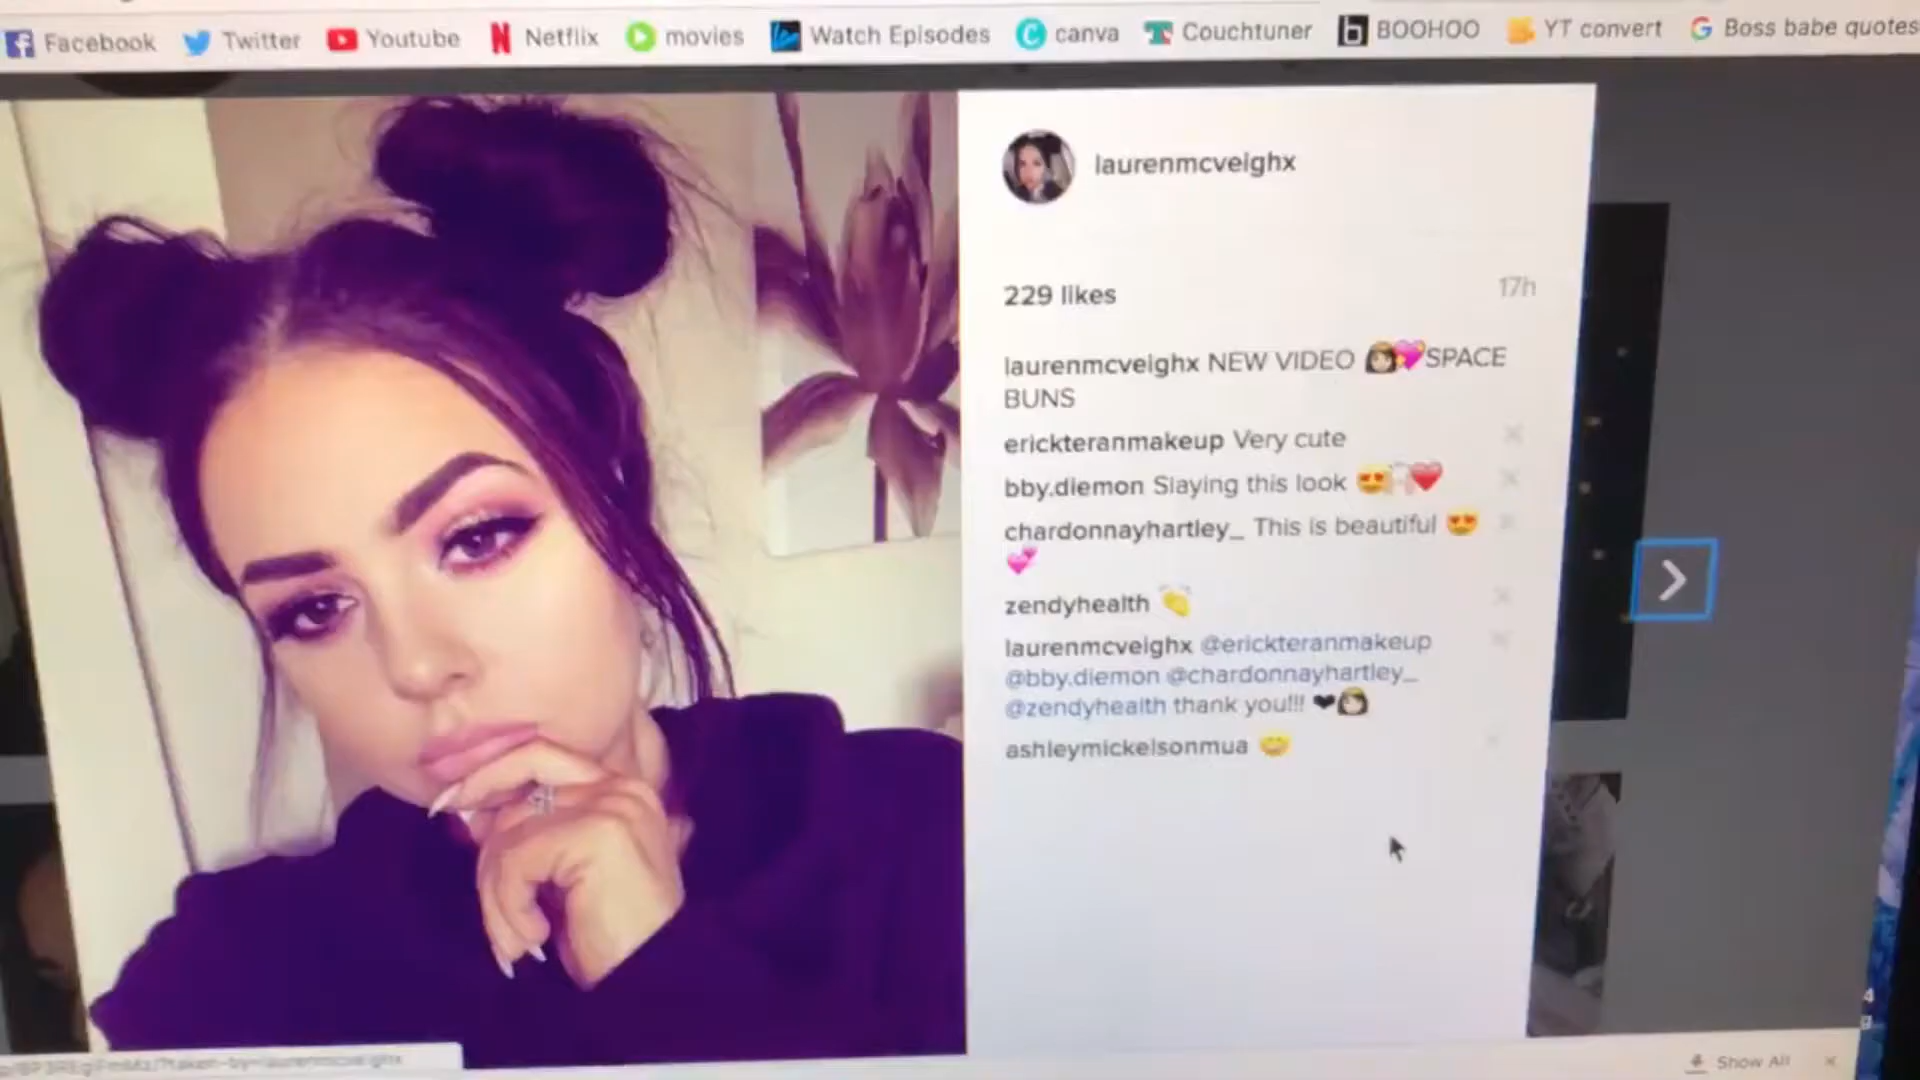 Facebook Twitter Youtube Netflix movies Watch Episodes canva Couchtuner BOOHOO YT convert Boss babe quotes
laurenmcveighx
229 likes 17h
laurenmcveighx NEW VIDEO 👩🏻💖SPACE
BUNS
erickteranmakeup Very cute
bby.diemon Slaying this look 😍🙌🏻❤️
chardonnayhartley_ This is beautiful 😍
💕
zendyhealth 👏
laurenmcveighx @erickteranmakeup
@bby.diemon @chardonnayhartley_
@zendyhealth thank you!!! ❤👩🏻
ashleymickelsonmua 😁
Show All